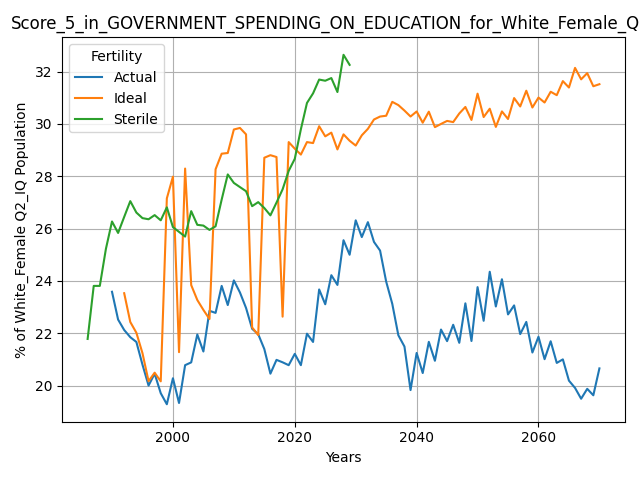 Score_5_in_GOVERNMENT_SPENDING_ON_EDUCATION_for_White_Female_Q
Fertility
Actual
Ideal
Sterile
32
30
28
26
24
22
20
% of White_Female Q2_IQ Population
2000
2020
2040
2060
Years